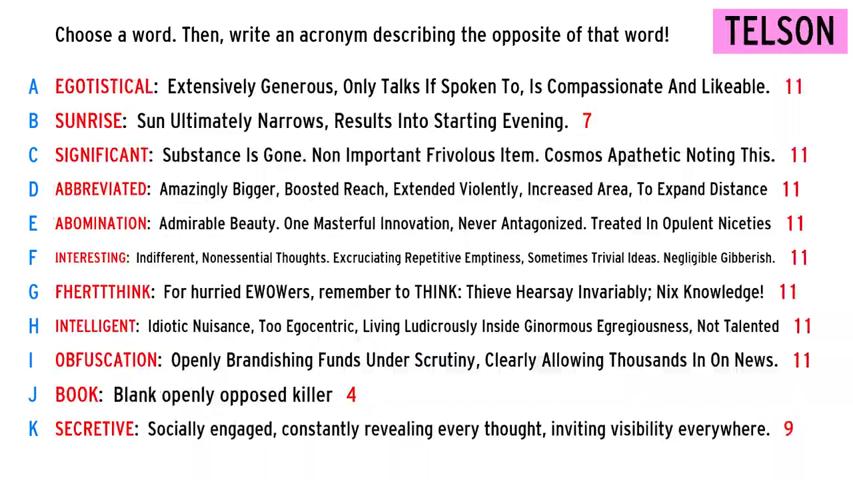 Choose a word. Then, write an acronym describing the opposite of that word!
TELSON
A EGOTISTICAL: Extensively Generous, Only Talks If Spoken To, Is Compassionate And Likeable. 11
B SUNRISE: Sun Ultimately Narrows, Results Into Starting Evening. 7
C SIGNIFICANT: Substance Is Gone. Non Important Frivolous Item. Cosmos Apathetic Noting This. 11
D ABBREVIATED: Amazingly Bigger, Boosted Reach, Extended Violently, Increased Area, To Expand Distance 11
E ABOMINATION: Admirable Beauty. One Masterful Innovation, Never Antagonized. Treated In Opulent Niceties 11
F INTERESTING: Indifferent, Nonessential Thoughts. Excruciating Repetitive Emptiness, Sometimes Trivial Ideas. Negligible Gibberish. 11
G FHERTTTHINK: For hurried EWOWers, remember to THINK: Thieve Hearsay Invariably; Nix Knowledge! 11
H INTELLIGENT: Idiotic Nuisance, Too Egocentric, Living Ludicrously Inside Ginormous Egregiousness, Not Talented 11
I OBFUSCATION: Openly Brandishing Funds Under Scrutiny, Clearly Allowing Thousands In On News. 11
J BOOK: Blank openly opposed killer 4
K SECRETIVE: Socially engaged, constantly revealing every thought, inviting visibility everywhere. 9